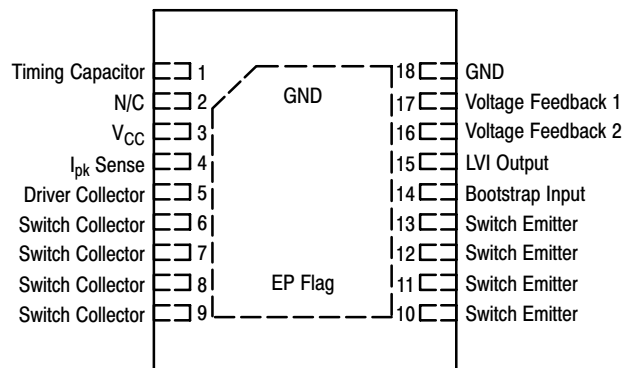 Timing Capacitor 1 18 GND
GND
N/C 2 17 Voltage Feedback 1
VCC 3 16 Voltage Feedback 2
Ipk Sense 4 15 LVI Output
Driver Collector 5 14 Bootstrap Input
Switch Collector 6 13 Switch Emitter
Switch Collector 7 12 Switch Emitter
Switch Collector 8 EP Flag 11 Switch Emitter
Switch Collector 9 10 Switch Emitter